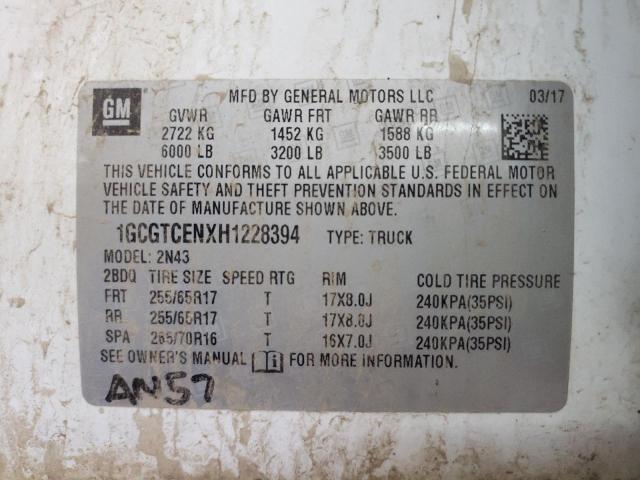 GM MFD BY GENERAL MOTORS LLC 03/17
GVWR GAWR FRT GAWR RR
2722 KG 1452 KG 1588 KG
6000 LB 3200 LB 3500 LB
THIS VEHICLE CONFORMS TO ALL APPLICABLE U.S. FEDERAL MOTOR
VEHICLE SAFETY AND THEFT PREVENTION STANDARDS IN EFFECT ON
THE DATE OF MANUFACTURE SHOWN ABOVE.
1GCGTCENXH1228394 TYPE: TRUCK
MODEL: 2N43
2BDQ TIRE SIZE SPEED RTG RIM COLD TIRE PRESSURE
FRT 255/65R17 T 17X8.0J 240KPA(35PSI)
RR 255/65R17 T 17X8.0J 240KPA(35PSI)
SPA 265/70R16 T 16X7.0J 240KPA(35PSI)
SEE OWNER'S MANUAL FOR MORE INFORMATION.
AN57